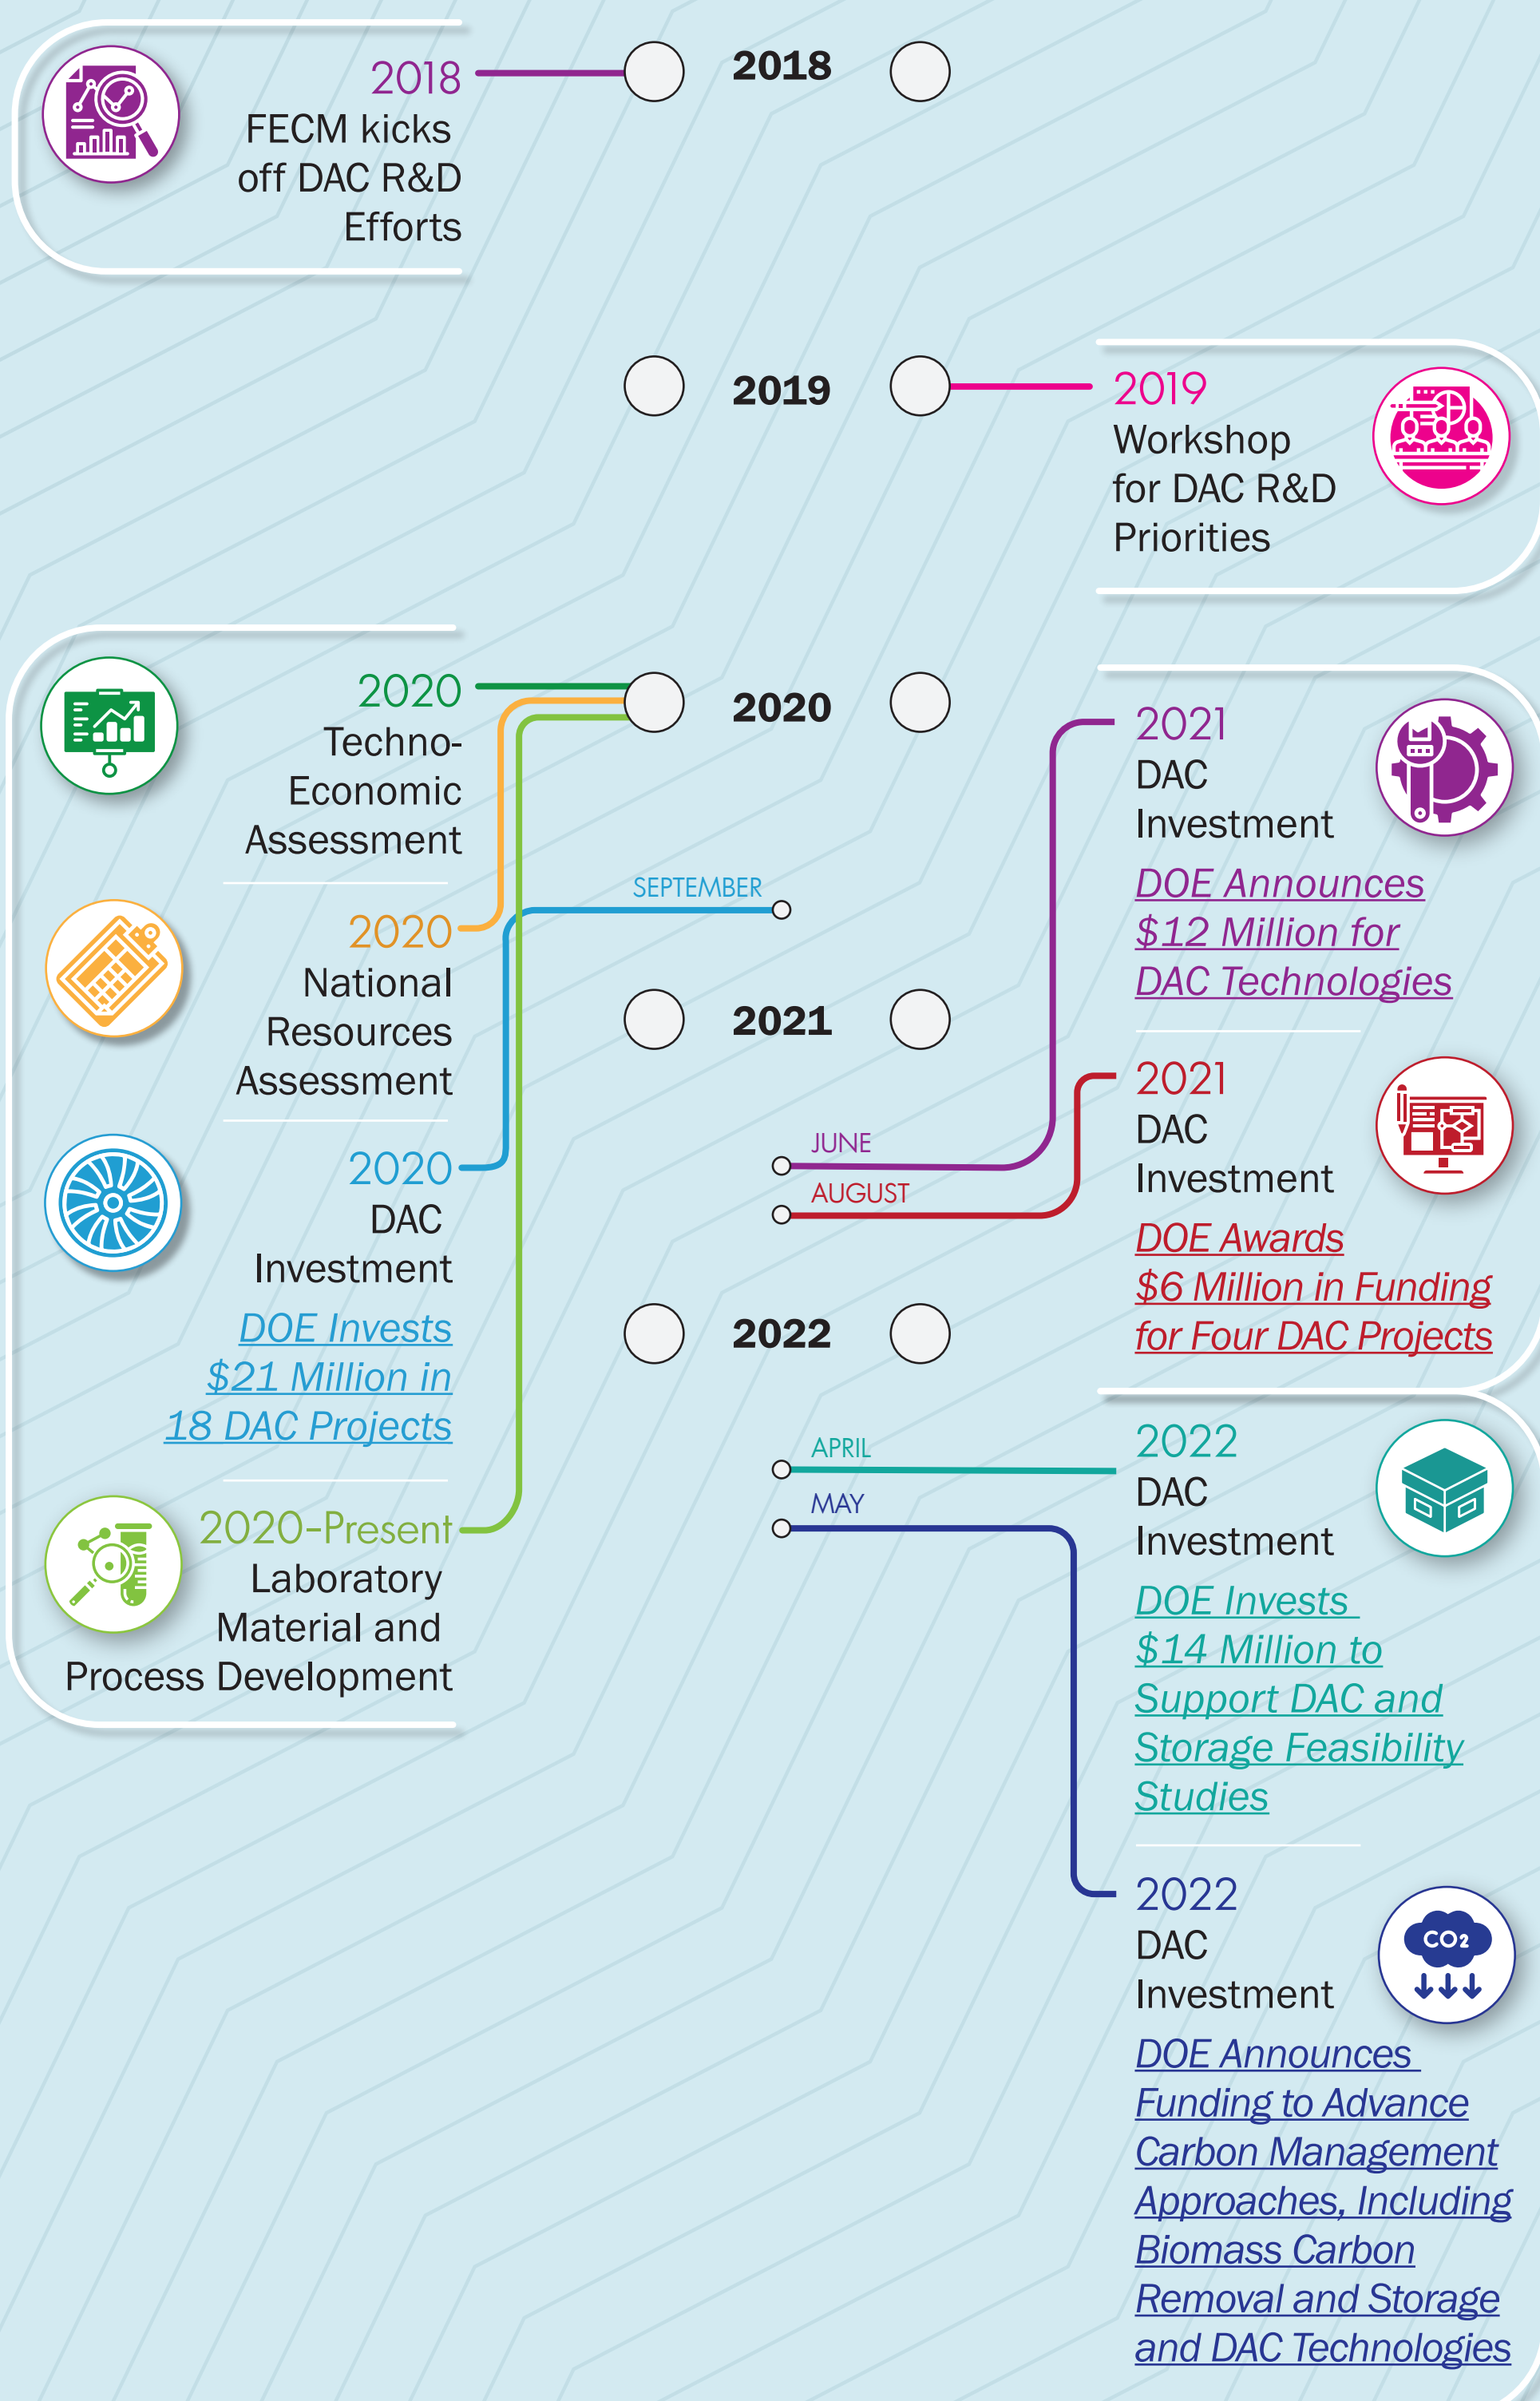 2018
FECM kicks
off DAC R&D
Efforts
2018
2019
2019
Workshop
for DAC R&D
Priorities
2020
Techno-
Economic
Assessment
2020
National
Resources
Assessment
2020
DAC
Investment
DOE Invests
$21 Million in
18 DAC Projects
2020-Present
Laboratory
Material and
Process Development
2020
SEPTEMBER
2021
JUNE
AUGUST
2022
APRIL
MAY
2021
DAC
Investment
DOE Announces
$12 Million for
DAC Technologies
2021
DAC
Investment
DOE Awards
$6 Million in Funding
for Four DAC Projects
2022
DAC
Investment
DOE Invests
$14 Million to
Support DAC and
Storage Feasibility
Studies
2022
DAC
Investment
CO2
DOE Announces
Funding to Advance
Carbon Management
Approaches, Including
Biomass Carbon
Removal and Storage
and DAC Technologies